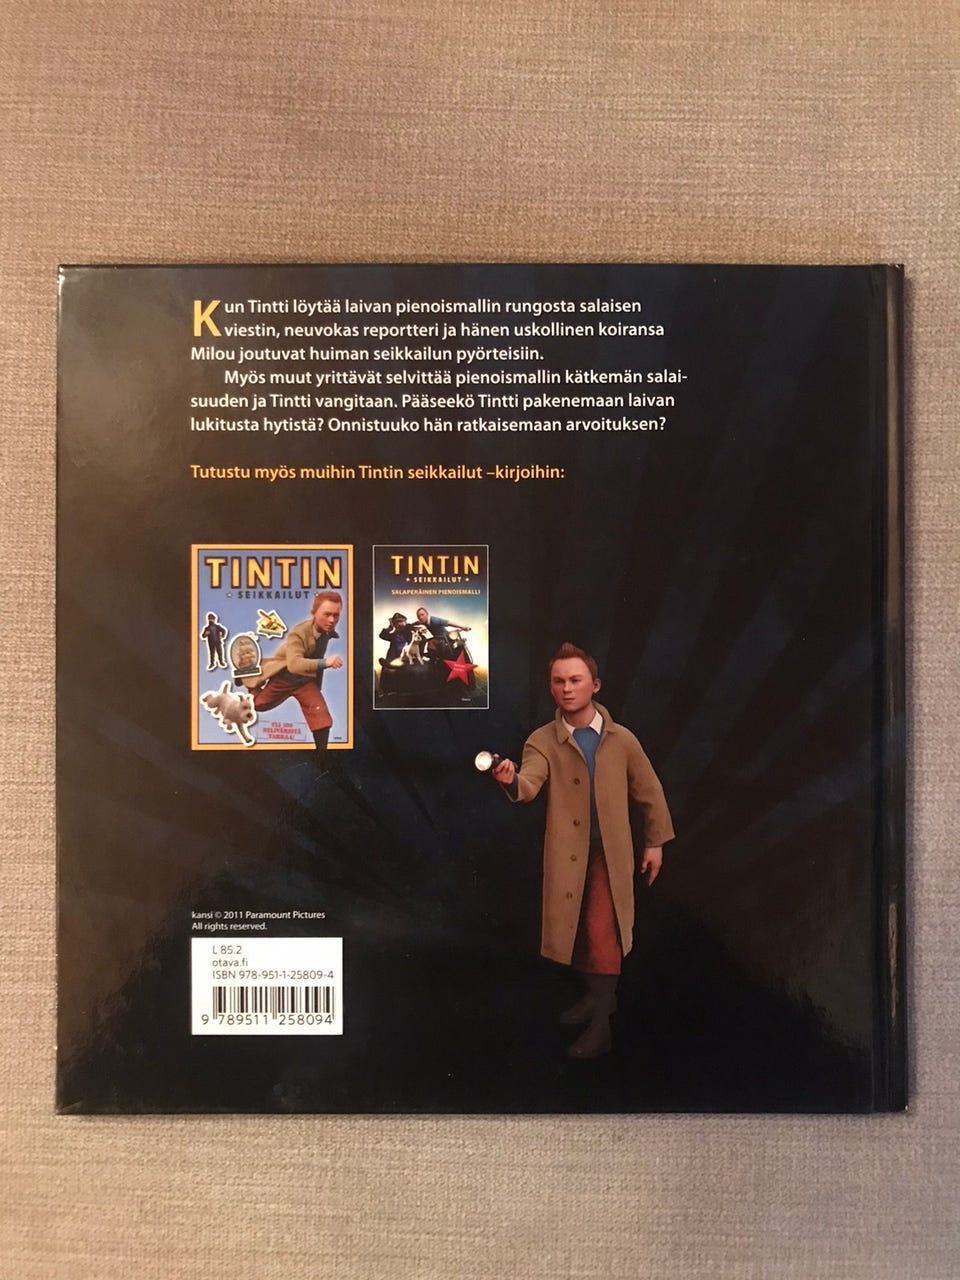 Kun Tintti löytää laivan pienoismallin rungosta salaisen
viestin, neuvokas reportteri ja hänen uskollinen koiransa
Milou joutuvat huiman seikkailun pyörteisiin.
Myös muut yrittävät selvittää pienoismallin kätkemän salai-
suuden ja Tintti vangitaan. Pääseekö Tintti pakenemaan laivan
lukitusta hytistä? Onnistuuko hän ratkaisemaan arvoituksen?
Tutustu myös muihin Tintin seikkailut –kirjoihin:
TINTIN
SEIKKAILUT
YLI 100
TARRAA!
TINTIN
SEIKKAILUT
SALAPERÄINEN PIENOISMALLI
kansi © 2011 Paramount Pictures
All rights reserved.
L 85.2
otava.fi
ISBN 978-951-1-25809-4
9 789511 258094